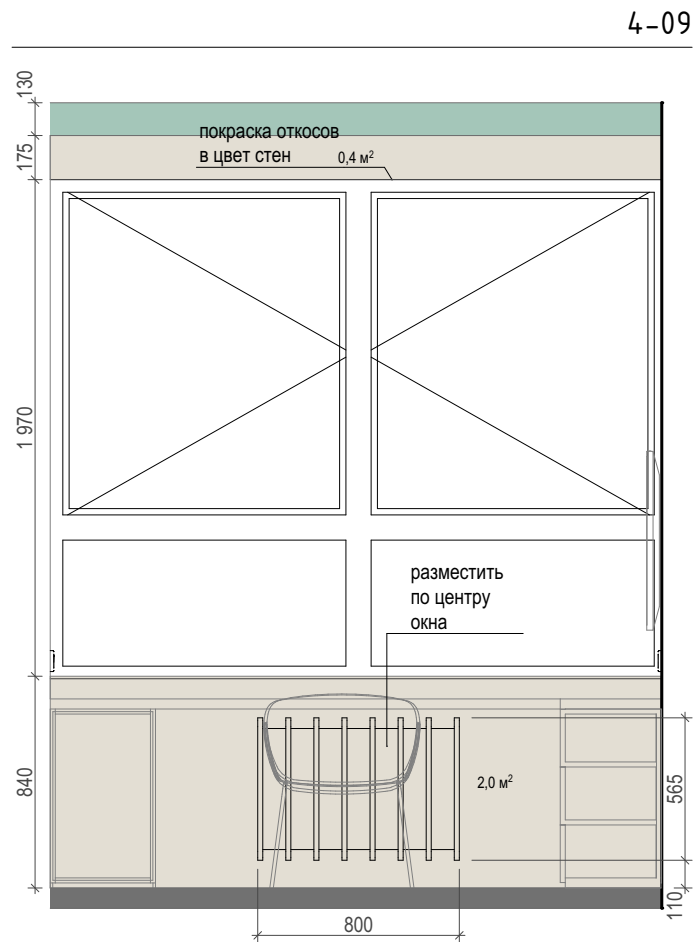 4-09
130
175
покраска откосов
в цвет стен 0,4 м²
1 970
разместить
по центру
окна
840
2,0 м²
565
110
800